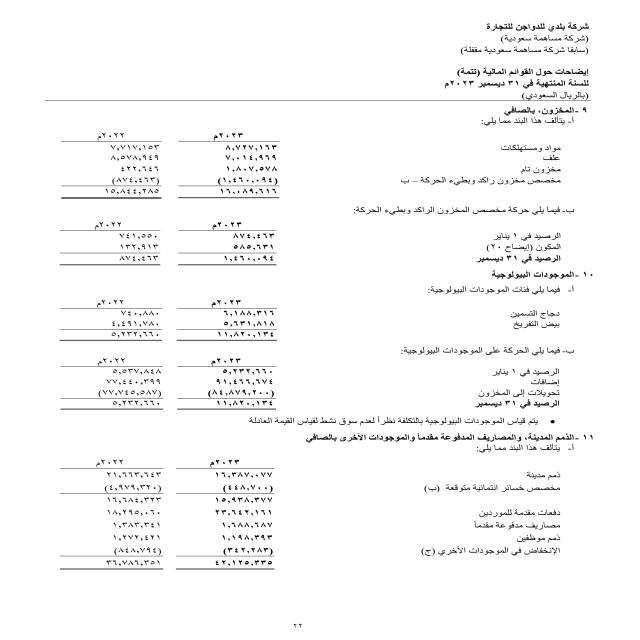 شركة بلدي للدواجن للتجارة
(شركة مساهمة سعودية)
(سابقا شركة مساهمة سعودية مقفلة)
إيضاحات حول القوائم المالية (تتمة)
للسنة المنتهية في ٣١ ديسمبر ٢٠٢٣م
(بالريال السعودي)
٩ -المخزون، بالصافي
أ- يتألف هذا البند مما يلي:
٢٠٢٣م ٢٠٢٢م
مواد ومستهلكات ٨,٧٢٧,١٦٣ ٧,٧١٧,١٥٣
علف ٧,٠١٤,٩٦٩ ٨,٥٧٨,٩٤٩
مخزون تام ١,٨٠٧,٥٧٨ ٤٢٢,٦٤٦
مخصص مخزون راكد وبطيء الحركة – ب (١,٤٦٠,٠٩٤) (٨٧٤,٤٦٣)
١٦,٠٨٩,٦١٦ ١٥,٨٤٤,٢٨٥
ب- فيما يلي حركة مخصص المخزون الراكد وبطيء الحركة:
٢٠٢٣م ٢٠٢٢م
الرصيد في ١ يناير ٨٧٤,٤٦٣ ٧٤١,٥٥٠
المكون (إيضاح ٢٠) ٥٨٥,٦٣١ ١٣٢,٩١٣
الرصيد في ٣١ ديسمبر ١,٤٦٠,٠٩٤ ٨٧٤,٤٦٣
١٠ -الموجودات البيولوجية
أ- فيما يلي فئات الموجودات البيولوجية:
٢٠٢٣م ٢٠٢٢م
دجاج التسمين ٦,١٨٨,٣١٦ ٧٤٠,٨٨٠
بيض التفريخ ٥,٦٣١,٨١٨ ٤,٤٩١,٧٨٠
١١,٨٢٠,١٣٤ ٥,٢٣٢,٦٦٠
ب- فيما يلي الحركة على الموجودات البيولوجية:
٢٠٢٣م ٢٠٢٢م
الرصيد في ١ يناير ٥,٢٣٢,٦٦٠ ٥,٥٣٧,٨٤٨
إضافات ٩١,٤٦٦,٦٧٤ ٧٧,٤٤٠,٣٩٩
تحويلات إلى المخزون (٨٤,٨٧٩,٢٠٠) (٧٧,٧٤٥,٥٨٧)
الرصيد في ٣١ ديسمبر ١١,٨٢٠,١٣٤ ٥,٢٣٢,٦٦٠
• يتم قياس الموجودات البيولوجية بالتكلفة نظراً لعدم سوق نشط لقياس القيمة العادلة
١١ -الذمم المدينة، والمصاريف المدفوعة مقدماً والموجودات الأخرى بالصافي
أ- يتألف هذا البند مما يلي:
٢٠٢٣م ٢٠٢٢م
ذمم مدينة ١٦,٣٨٧,٠٧٧ ٢١,٦٦٣,٦٤٣
مخصص خسائر ائتمانية متوقعة (ب) (٤٤٨,٧٠٠) (٤,٩٧٩,٣٢٠)
١٥,٩٣٨,٣٧٧ ١٦,٦٨٤,٣٢٣
دفعات مقدمة للموردين ٢٣,٦٤٢,١٦١ ١٨,٢٩٥,٠٦٠
مصاريف مدفوعة مقدماً ١,٦٨٨,٦٨٧ ١,٣٨٣,٣٤١
ذمم موظفين ١,١٩٨,٣٩٣ ١,٢٧٢,٤٢١
الإنخفاض في الموجودات الأخري (ج) (٣٤٢,٢٨٣) (٨٤٨,٧٩٤)
٤٢,١٢٥,٣٣٥ ٣٦,٧٨٦,٣٥١
٢٢